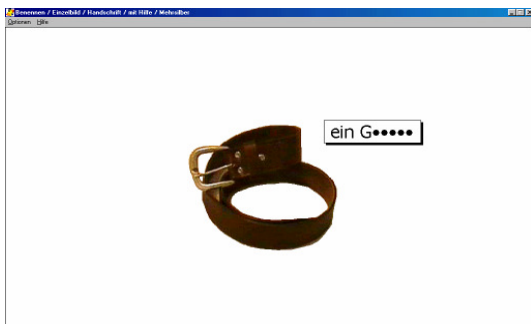 Benennen / Einzelbild / Handschrift / mit Hilfe / Mehrsilber
Optionen Hilfe
ein G•••••